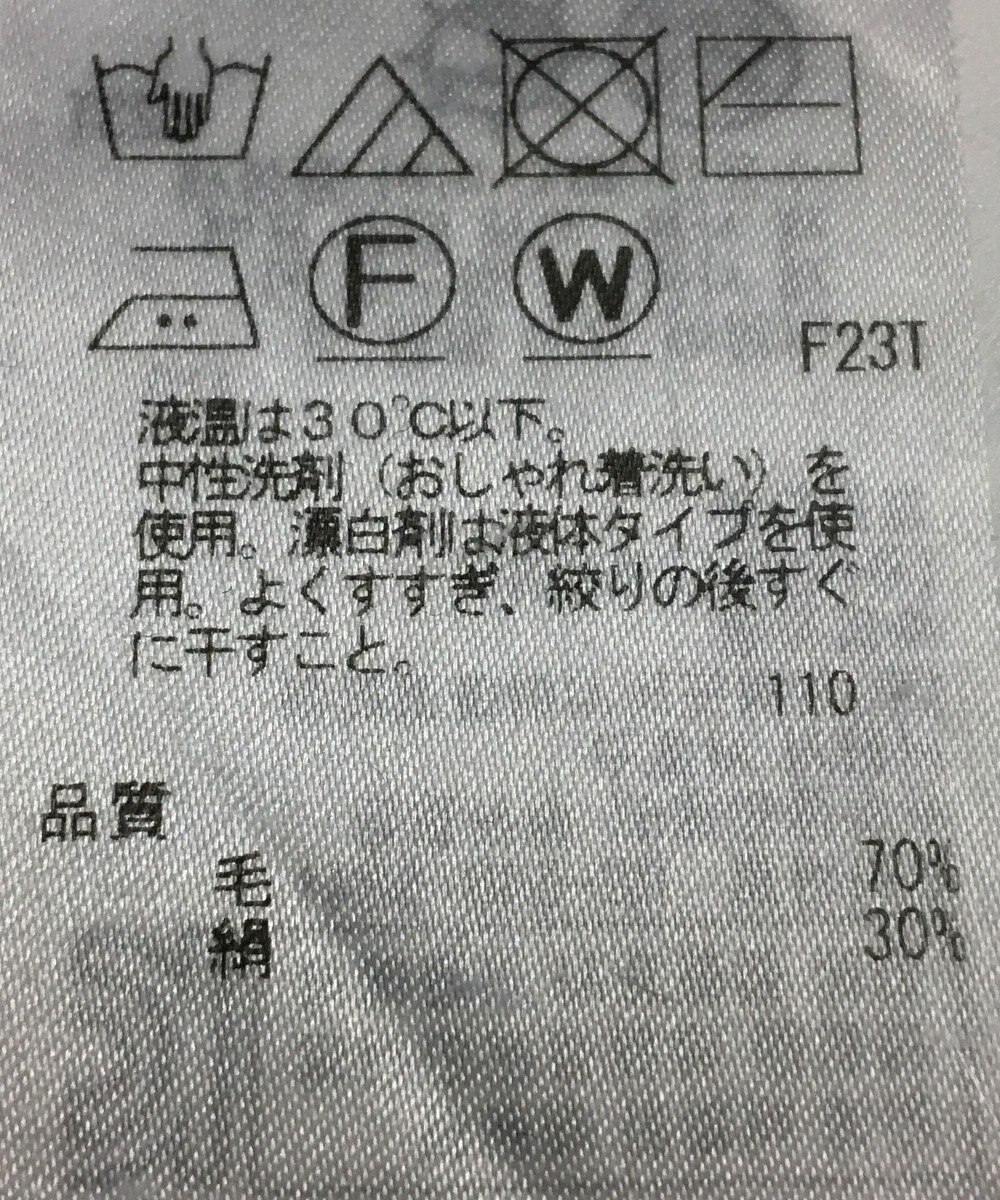 F
W
F23T
液温は30℃以下。
中性洗剤(おしゃれ着洗い)を
使用。漂白剤は液体タイプを使
用。よくすすぎ、絞りの後すぐ
に干すこと。
110
品質
毛 70%
絹 30%